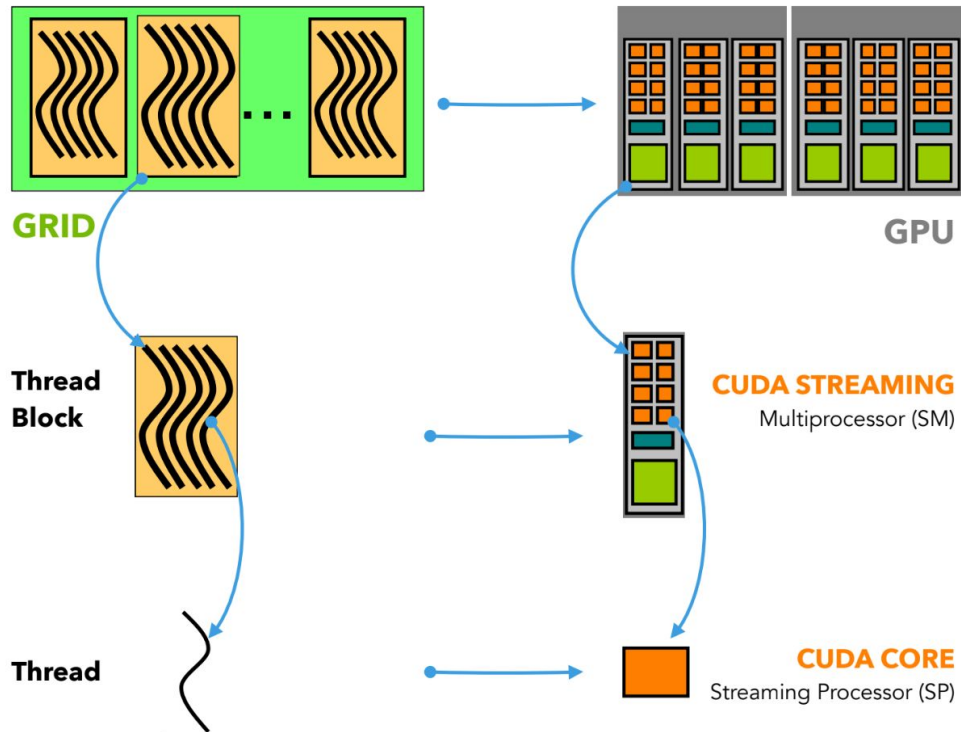 GRID
GPU
Thread
Block
CUDA STREAMING
Multiprocessor (SM)
Thread
CUDA CORE
Streaming Processor (SP)